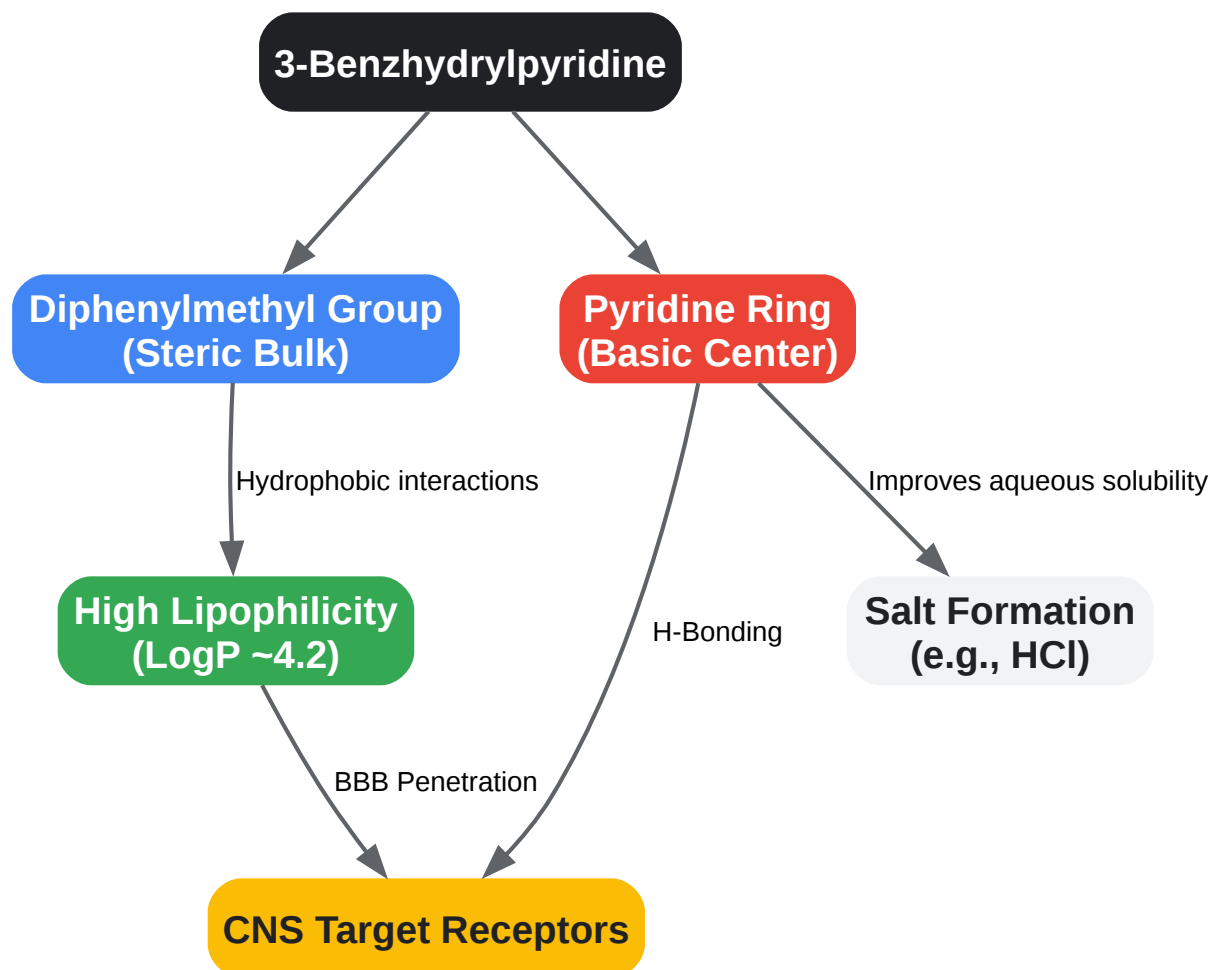 3-Benzhydrylpyridine
Diphenylmethyl Group
(Steric Bulk)
Pyridine Ring
(Basic Center)
Hydrophobic interactions
Improves aqueous solubility
High Lipophilicity
(LogP ~4.2)
H-Bonding
Salt Formation
(e.g., HCl)
BBB Penetration
CNS Target Receptors